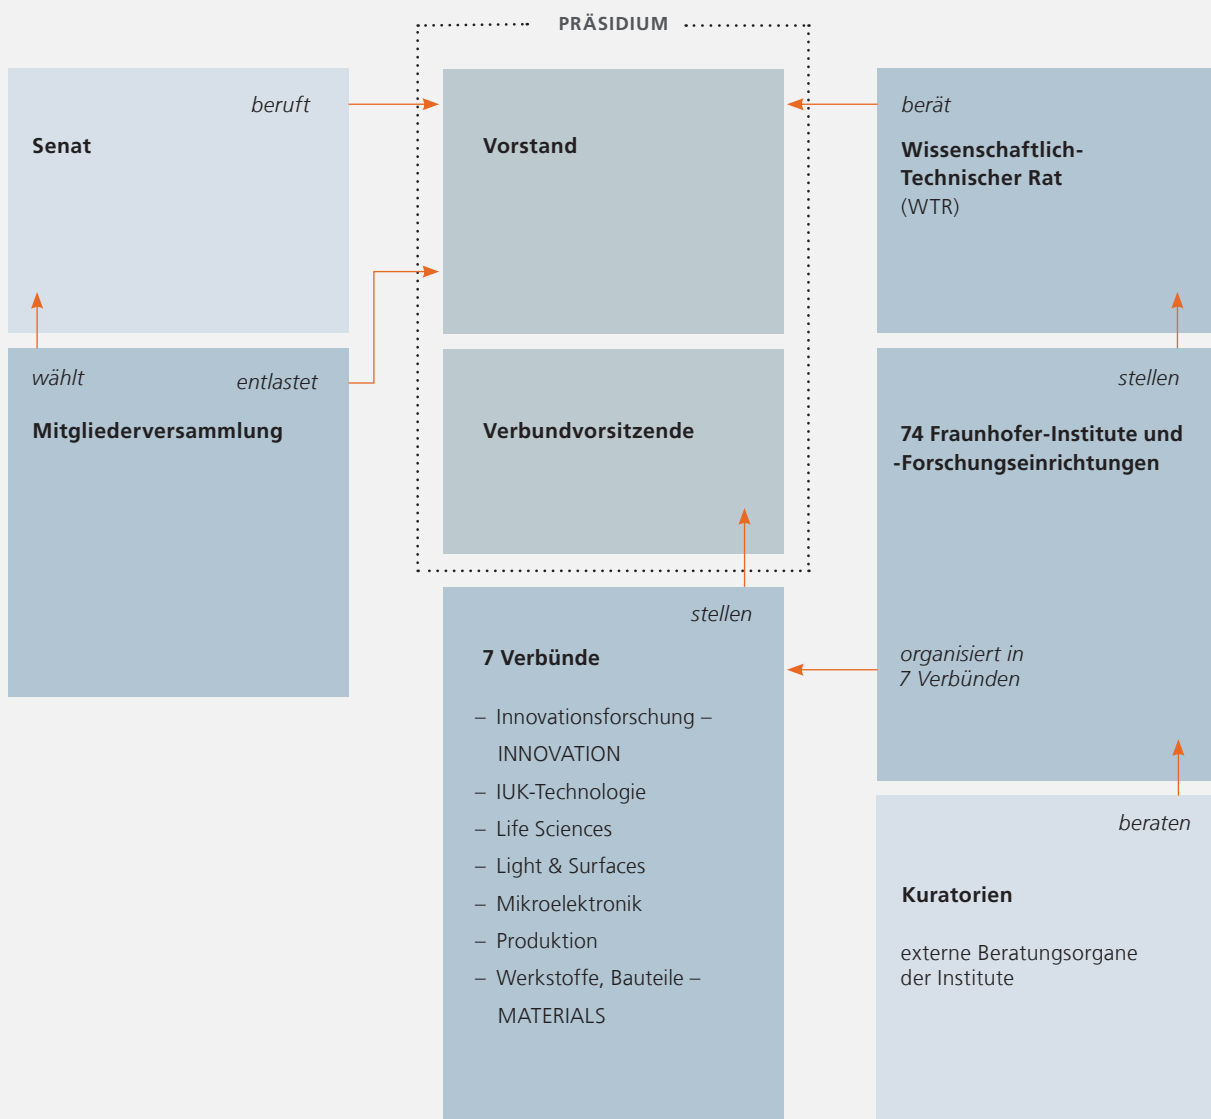 PRÄSIDIUM
beruft
Senat
Vorstand
berät
Wissenschaftlich-
Technischer Rat
(WTR)
wählt
entlastet
Mitgliederversammlung
Verbundvorsitzende
stellen
74 Fraunhofer-Institute und
-Forschungseinrichtungen
organisiert in
7 Verbünden
stellen
7 Verbünde
– Innovationsforschung –
INNOVATION
– IUK-Technologie
– Life Sciences
– Light & Surfaces
– Mikroelektronik
– Produktion
– Werkstoffe, Bauteile –
MATERIALS
beraten
Kuratorien
externe Beratungsorgane
der Institute